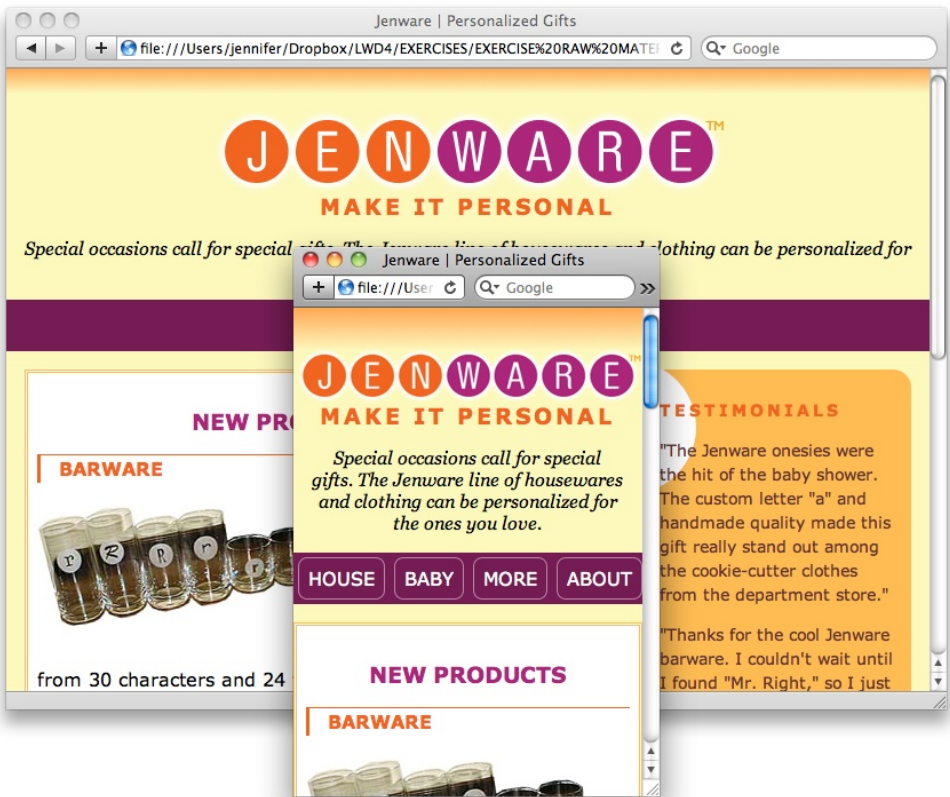 Jenware | Personalized Gifts
file:///Users/jennifer/Dropbox/LWD4/EXERCISES/EXERCISE%20RAW%20MATE
Google
JENWARE™
MAKE IT PERSONAL
Special occasions call for special gifts. The Jenware line of housewares and clothing can be personalized for
NEW PRO
BARWARE
from 30 characters and 24
TESTIMONIALS
"The Jenware onesies were
the hit of the baby shower.
The custom letter "a" and
handmade quality made this
gift really stand out among
the cookie-cutter clothes
from the department store."
"Thanks for the cool Jenware
barware. I couldn't wait until
I found "Mr. Right," so I just
Jenware | Personalized Gifts
file:///User
Google
JENWARE™
MAKE IT PERSONAL
Special occasions call for special
gifts. The Jenware line of housewares
and clothing can be personalized for
the ones you love.
HOUSE BABY MORE ABOUT
NEW PRODUCTS
BARWARE
r R R r r